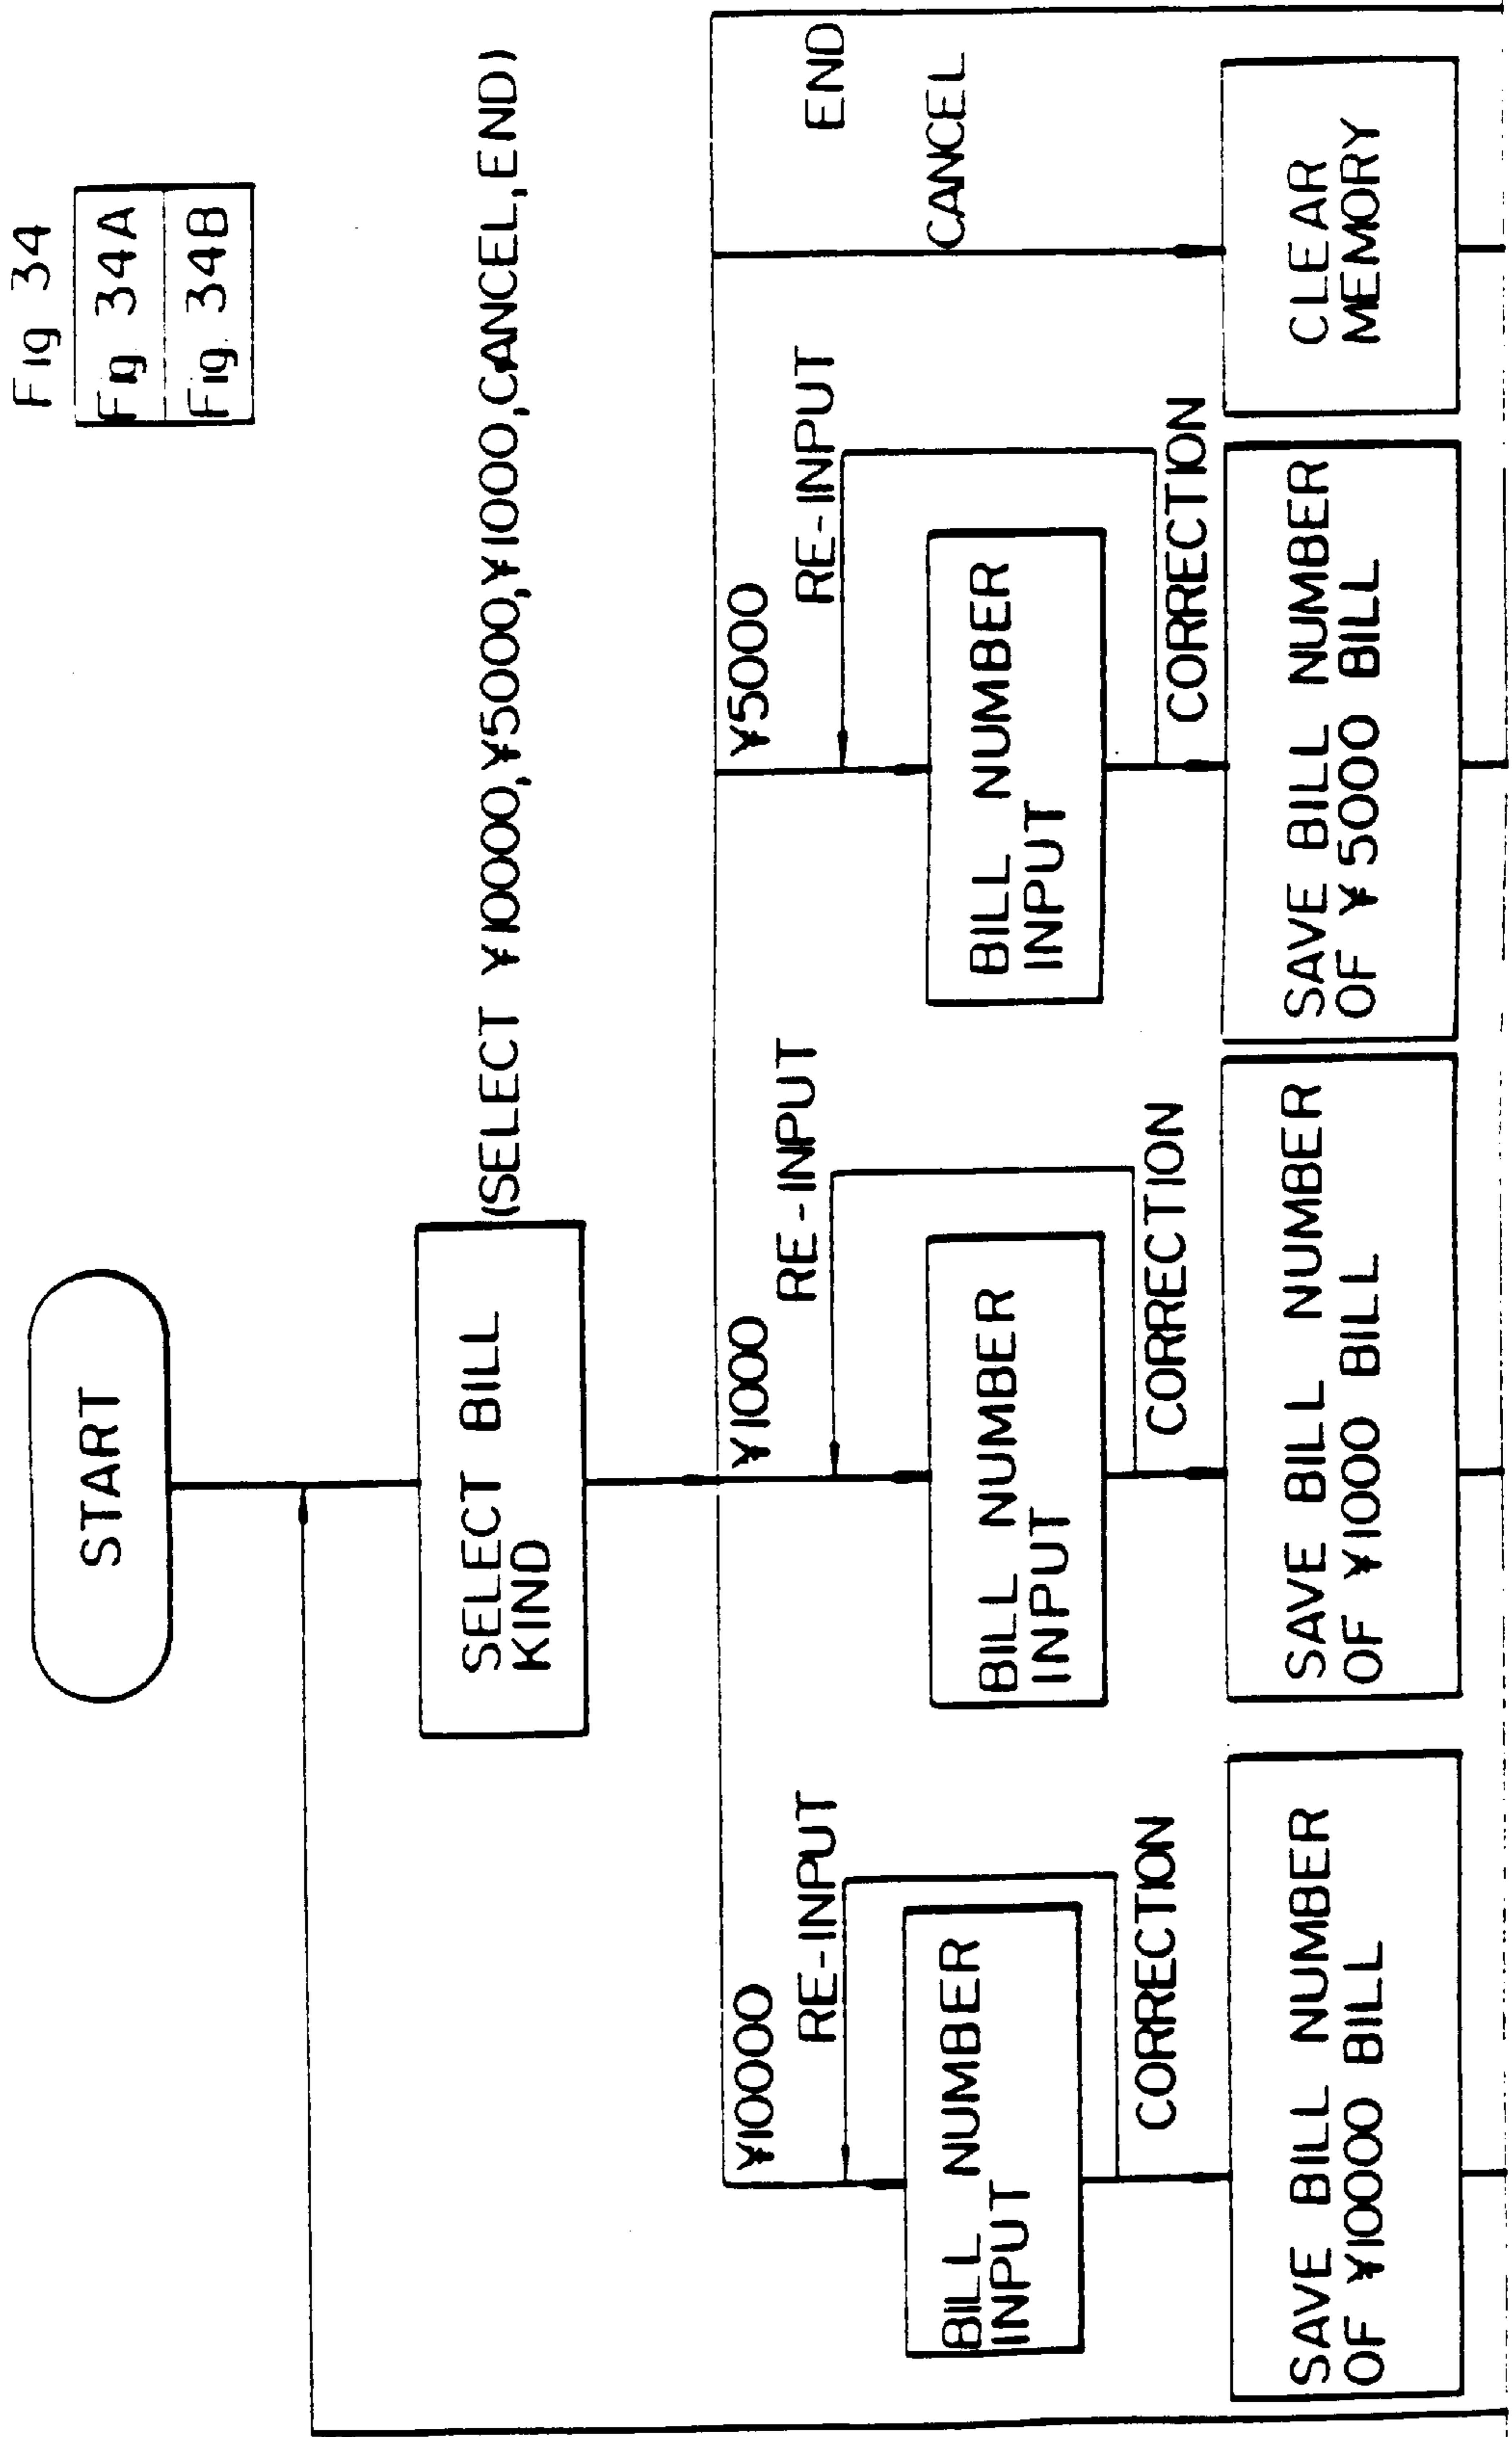 Fig 34
Fig 34A
Fig. 34B
START
SELECT BILL
KIND
(SELECT ¥10000,¥5000,¥1000,CANCEL,END)
¥10000
RE-INPUT
BILL NUMBER
INPUT
CORRECTION
SAVE BILL NUMBER
OF ¥10000 BILL
¥1000
RE-INPUT
BILL NUMBER
INPUT
CORRECTION
SAVE BILL NUMBER
OF ¥1000 BILL
¥5000
RE-INPUT
BILL NUMBER
INPUT
CORRECTION
SAVE BILL NUMBER
OF ¥5000 BILL
CANCEL
CLEAR
MEMORY
END